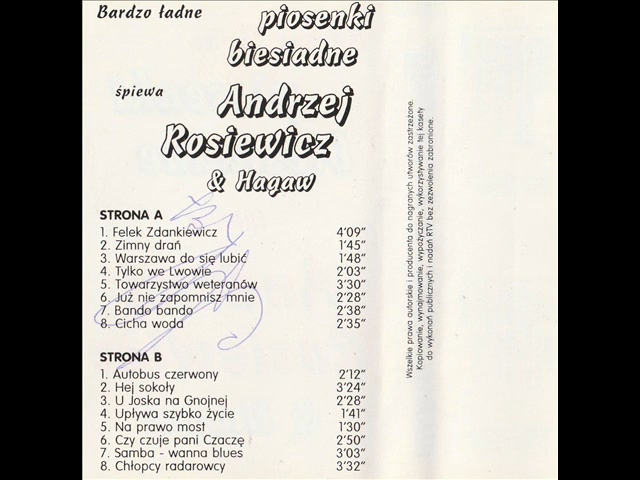 Bardzo ładne piosenki
biesiadne
śpiewa Andrzej
Rosiewicz
& Hagaw
STRONA A
1. Felek Zdankiewicz 4'09"
2. Zimny drań 1'45"
3. Warszawa do się lubić 1'48"
4. Tylko we Lwowie 2'03"
5. Towarzystwo weteranów 3'30"
6. Już nie zapomnisz mnie 2'28"
7. Bando bando 2'38"
8. Cicha woda 2'35"
STRONA B
1. Autobus czerwony 2'12"
2. Hej sokoły 3'24"
3. U Joska na Gnojnej 2'28"
4. Upływa szybko życie 1'41"
5. Na prawo most 1'30"
6. Czy czuje pani Czaczę 2'50"
7. Samba - wanna blues 3'03"
8. Chłopcy radarowcy 3'32"
Wszelkie prawa autorskie i producenta do nagranych utworów zastrzeżone.
Kopiowanie, wynajmowanie, wypożyczanie, wykorzystywanie tej kasety
do wykonań publicznych i nadań RTV bez zezwolenia zabronione.